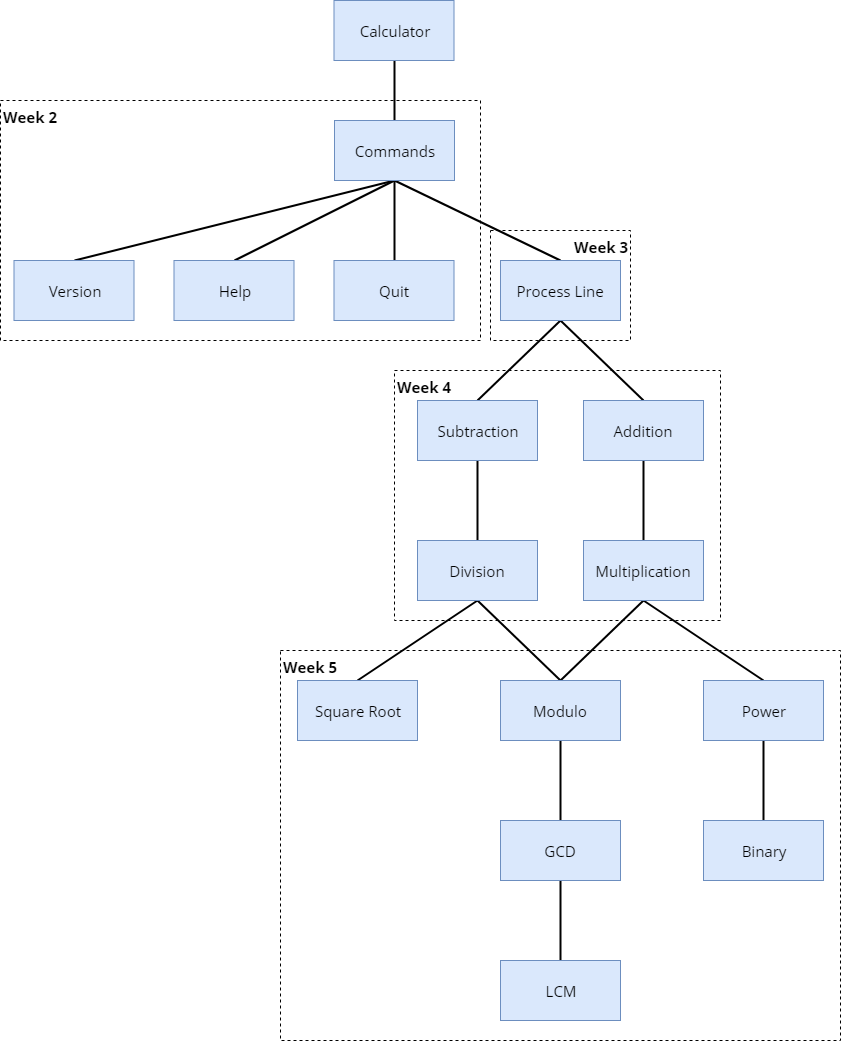 Calculator
Week 2
Commands
Week 3
Version
Help
Quit
Process Line
Week 4
Subtraction
Addition
Division
Multiplication
Week 5
Square Root
Modulo
Power
GCD
Binary
LCM